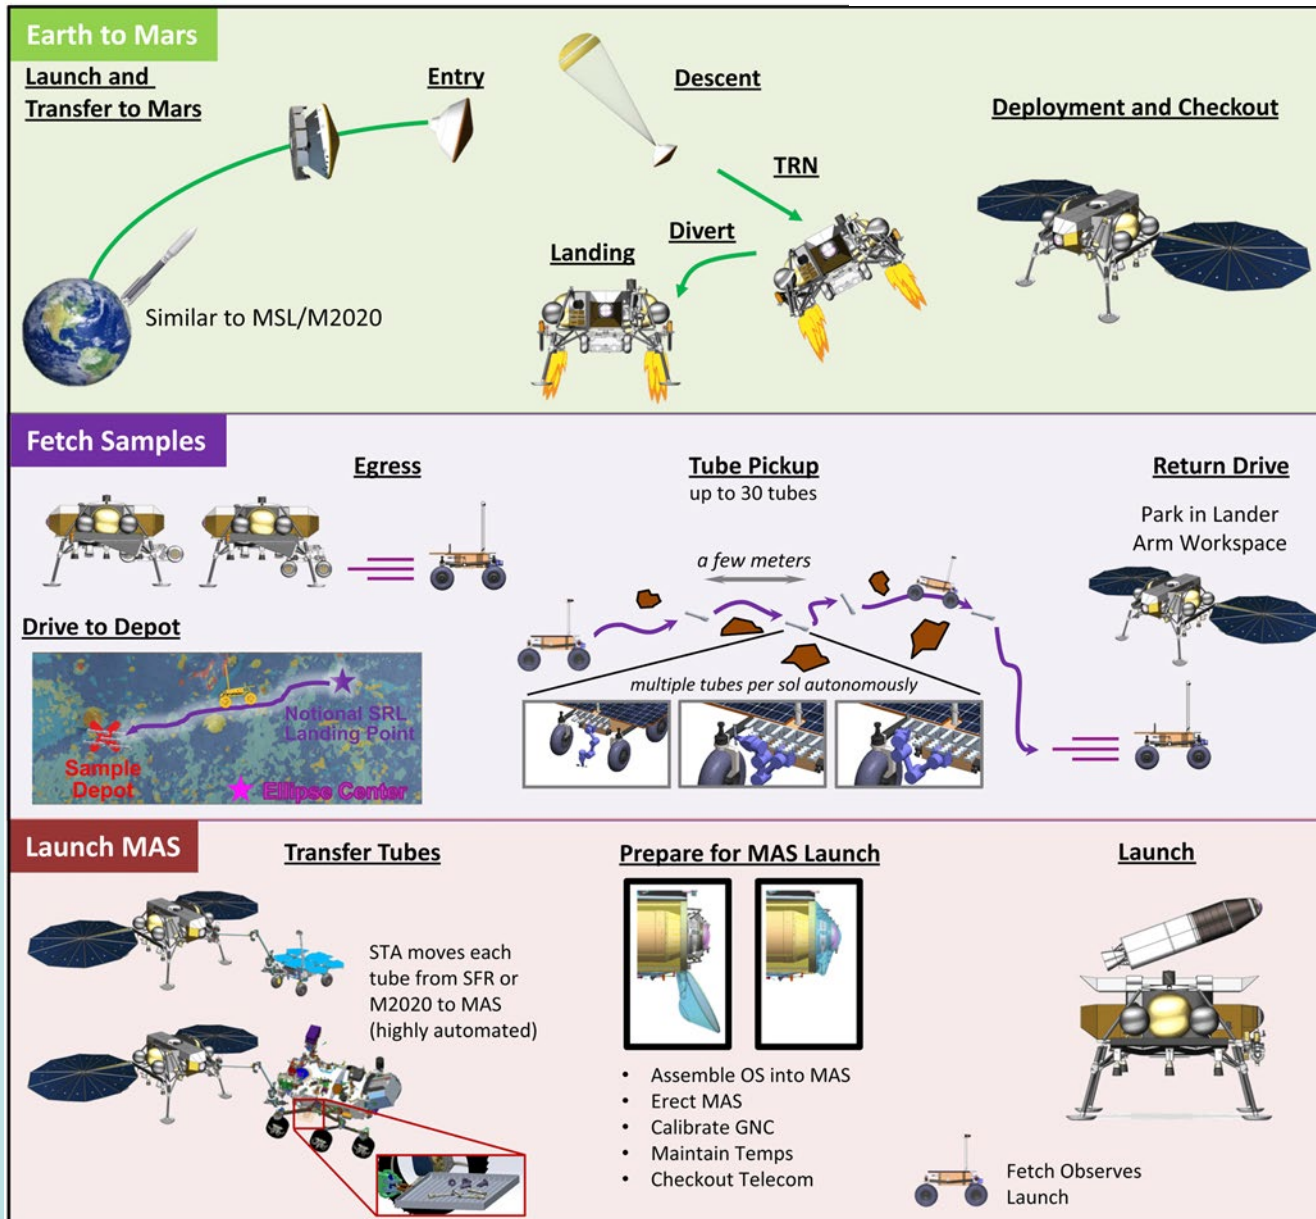 Earth to Mars
Launch and
Transfer to Mars
Entry
Descent
Deployment and Checkout
TRN
Divert
Landing
Similar to MSL/M2020
Fetch Samples
Egress
Tube Pickup
up to 30 tubes
Return Drive
Park in Lander
Arm Workspace
a few meters
Drive to Depot
multiple tubes per sol autonomously
Notional SRL
Landing Point
Sample
Depot
Ellipse Center
Launch MAS
Transfer Tubes
STA moves each
tube from SFR or
M2020 to MAS
(highly automated)
Prepare for MAS Launch
• Assemble OS into MAS
• Erect MAS
• Calibrate GNC
• Maintain Temps
• Checkout Telecom
Launch
Fetch Observes
Launch